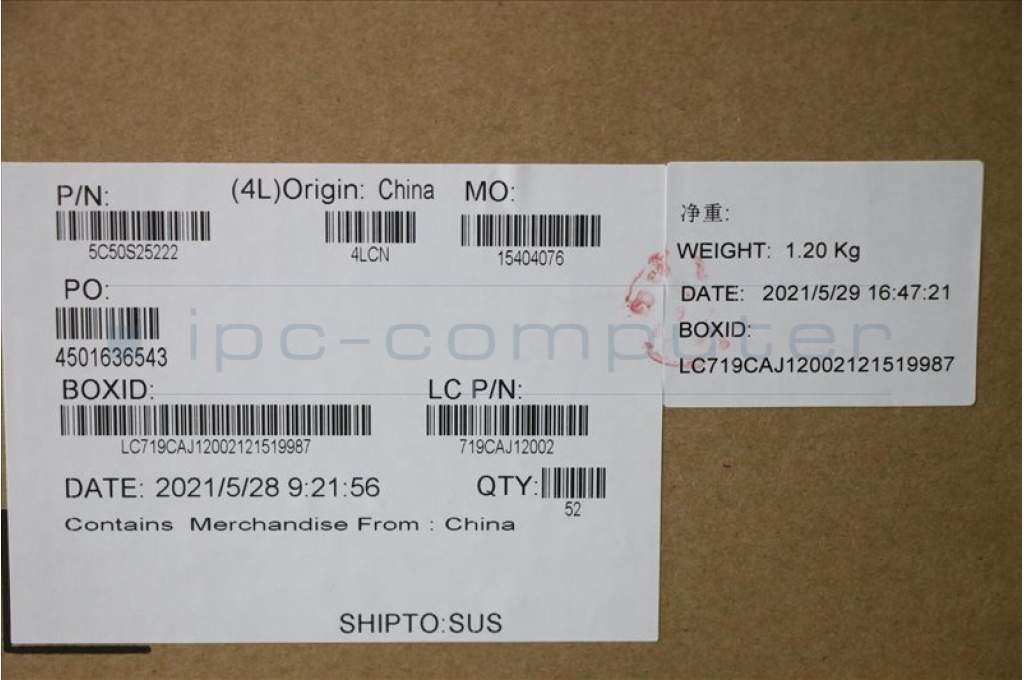 P/N:
5C50S25222
(4L)Origin: China
4LCN
MO:
15404076
PO:
4501636543
BOXID:
LC719CAJ12002121519987
LC P/N:
719CAJ12002
DATE: 2021/5/28 9:21:56
QTY:
52
Contains Merchandise From : China
SHIPTO:SUS
净重:
WEIGHT: 1.20 Kg
DATE: 2021/5/29 16:47:21
BOXID:
LC719CAJ12002121519987
ipc-computer